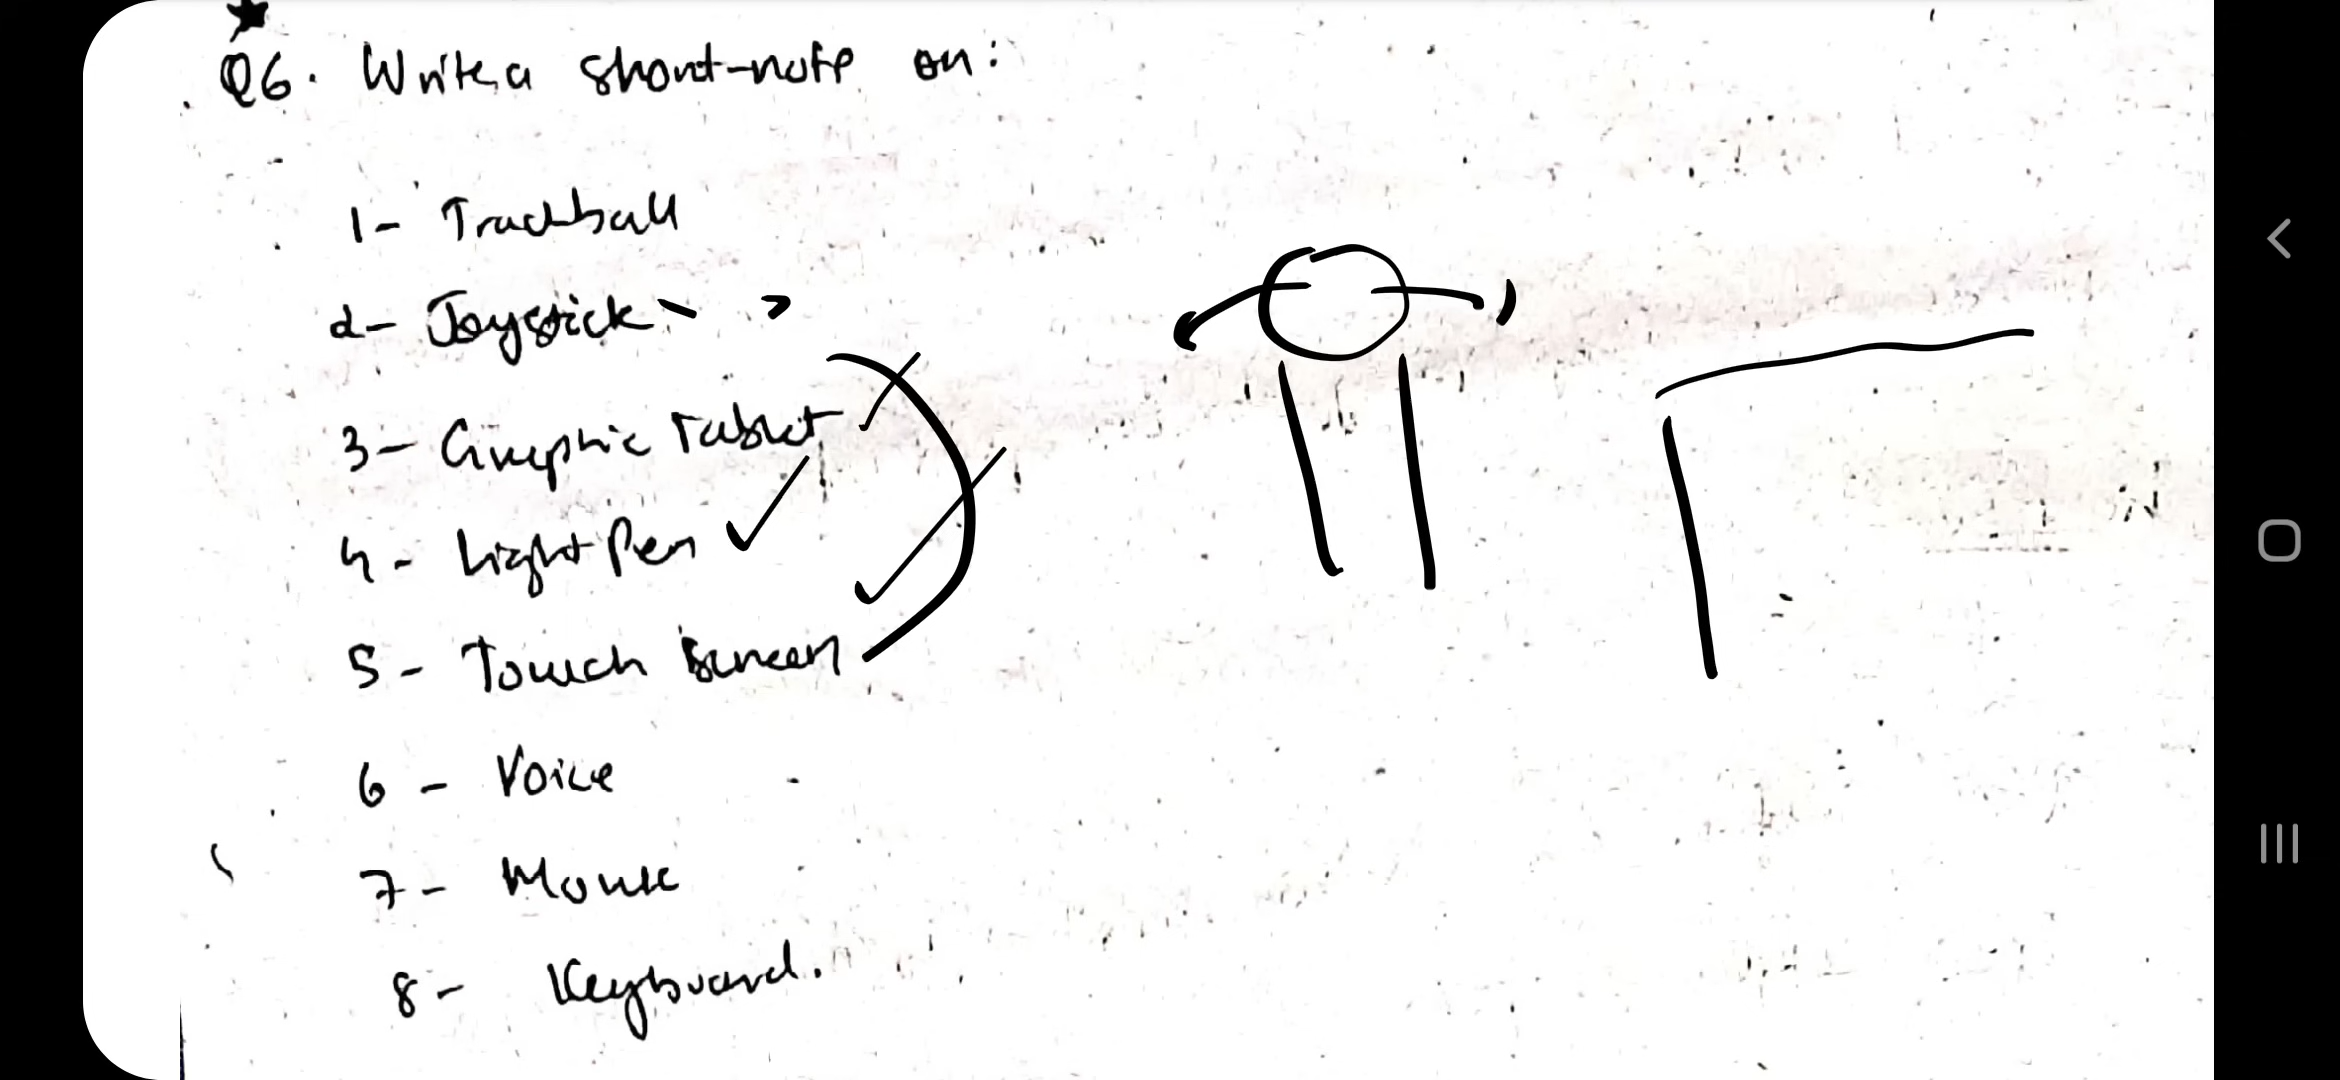 Q6. Write a short-note on:
1- Trackball
2- Joystick
3- Graphic Tablet
4- Light Pen
5- Touch Screen
6- Voice
7- Mouse
8- Keyboard.